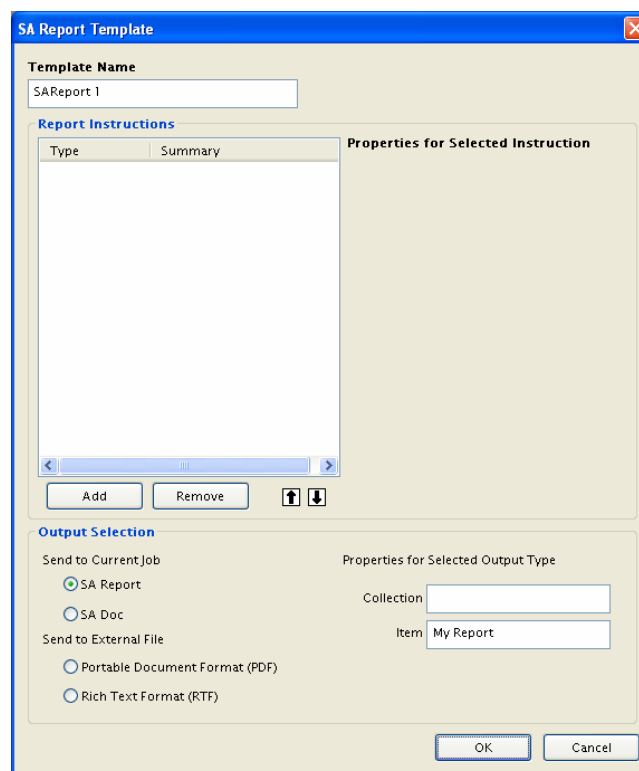 SA Report Template
Template Name
SAReport 1
Report Instructions
Type Summary
Properties for Selected Instruction
Add Remove
Output Selection
Send to Current Job
SA Report
SA Doc
Send to External File
Portable Document Format (PDF)
Rich Text Format (RTF)
Properties for Selected Output Type
Collection
Item My Report
OK Cancel